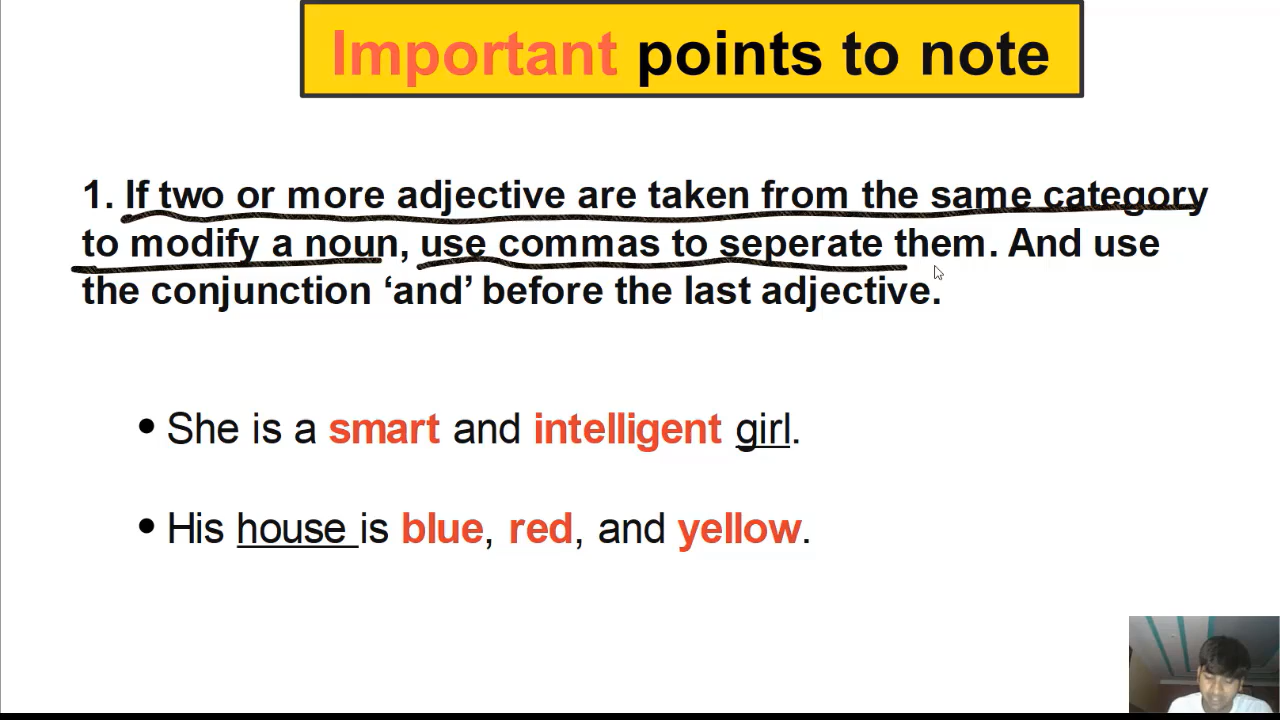 Important points to note
1. If two or more adjective are taken from the same category
to modify a noun, use commas to seperate them. And use
the conjunction ‘and’ before the last adjective.
• She is a smart and intelligent girl.
• His house is blue, red, and yellow.